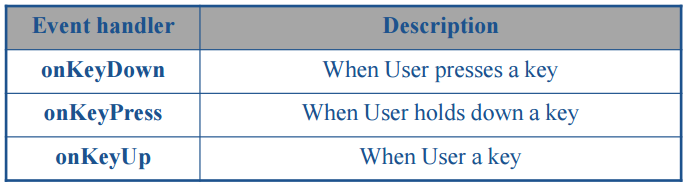 Event handler Description
onKeyDown When User presses a key
onKeyPress When User holds down a key
onKeyUp When User a key